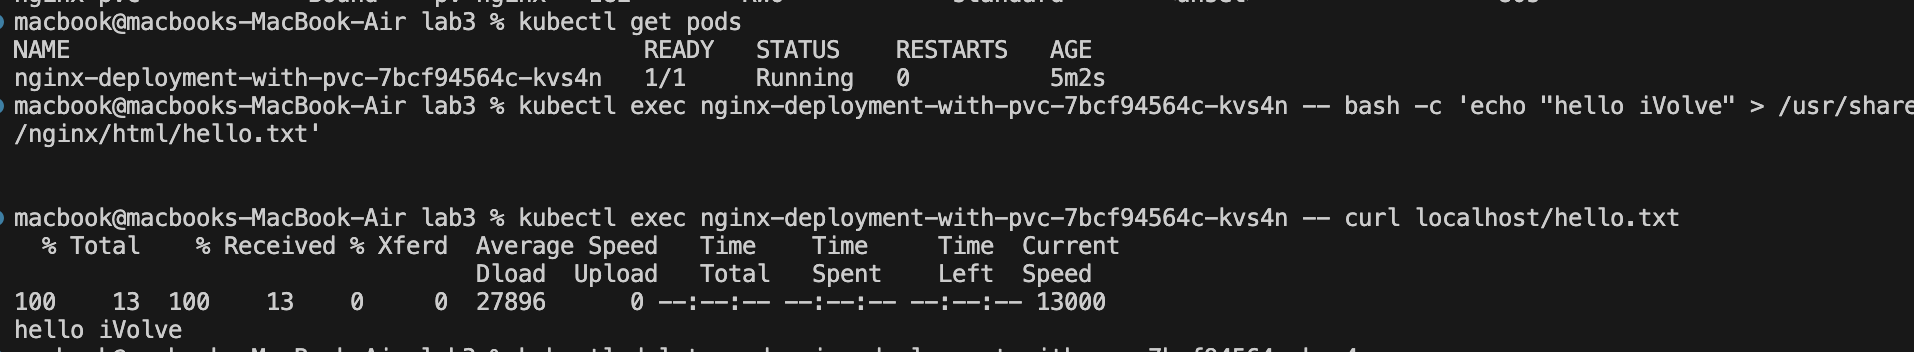 macbook@macbooks-MacBook-Air lab3 % kubectl get pods
NAME READY STATUS RESTARTS AGE
nginx-deployment-with-pvc-7bcf94564c-kvs4n 1/1 Running 0 5m2s
macbook@macbooks-MacBook-Air lab3 % kubectl exec nginx-deployment-with-pvc-7bcf94564c-kvs4n -- bash -c 'echo "hello iVolve" > /usr/share
/nginx/html/hello.txt'
macbook@macbooks-MacBook-Air lab3 % kubectl exec nginx-deployment-with-pvc-7bcf94564c-kvs4n -- curl localhost/hello.txt
% Total % Received % Xferd Average Speed Time Time Time Current
Dload Upload Total Spent Left Speed
100 13 100 13 0 0 27896 0 --:--:-- --:--:-- --:--:-- 13000
hello iVolve